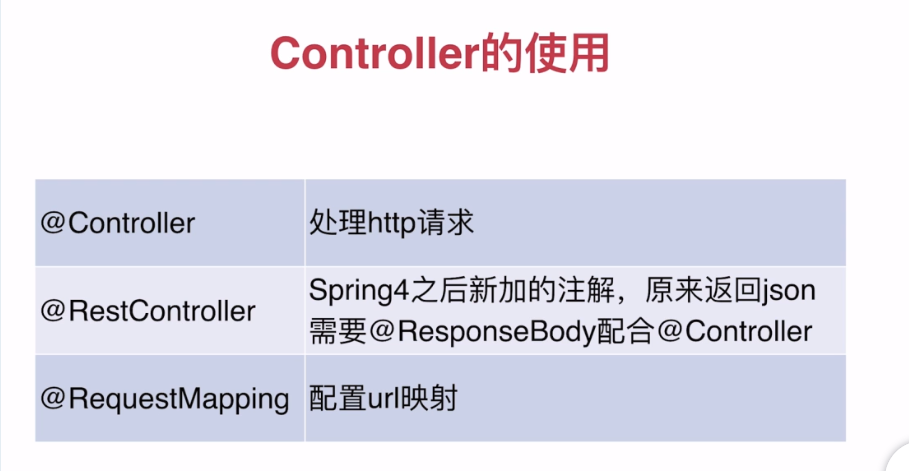 Controller的使用
@Controller
处理http请求
@RestController
Spring4之后新加的注解，原来返回json
需要@ResponseBody配合@Controller
@RequestMapping
配置url映射